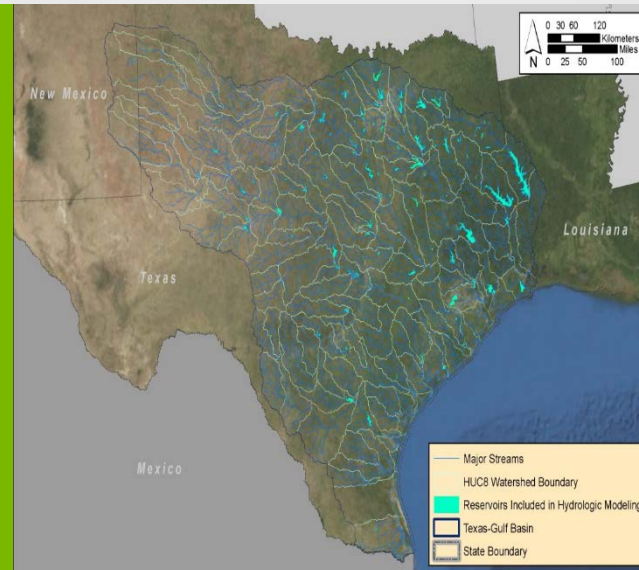 0 30 60 120
Kilometers
Miles
0 25 50 100
N
New Mexico
Louisiana
Texas
Mexico
Major Streams
HUC8 Watershed Boundary
Reservoirs Included in Hydrologic Modeling
Texas-Gulf Basin
State Boundary